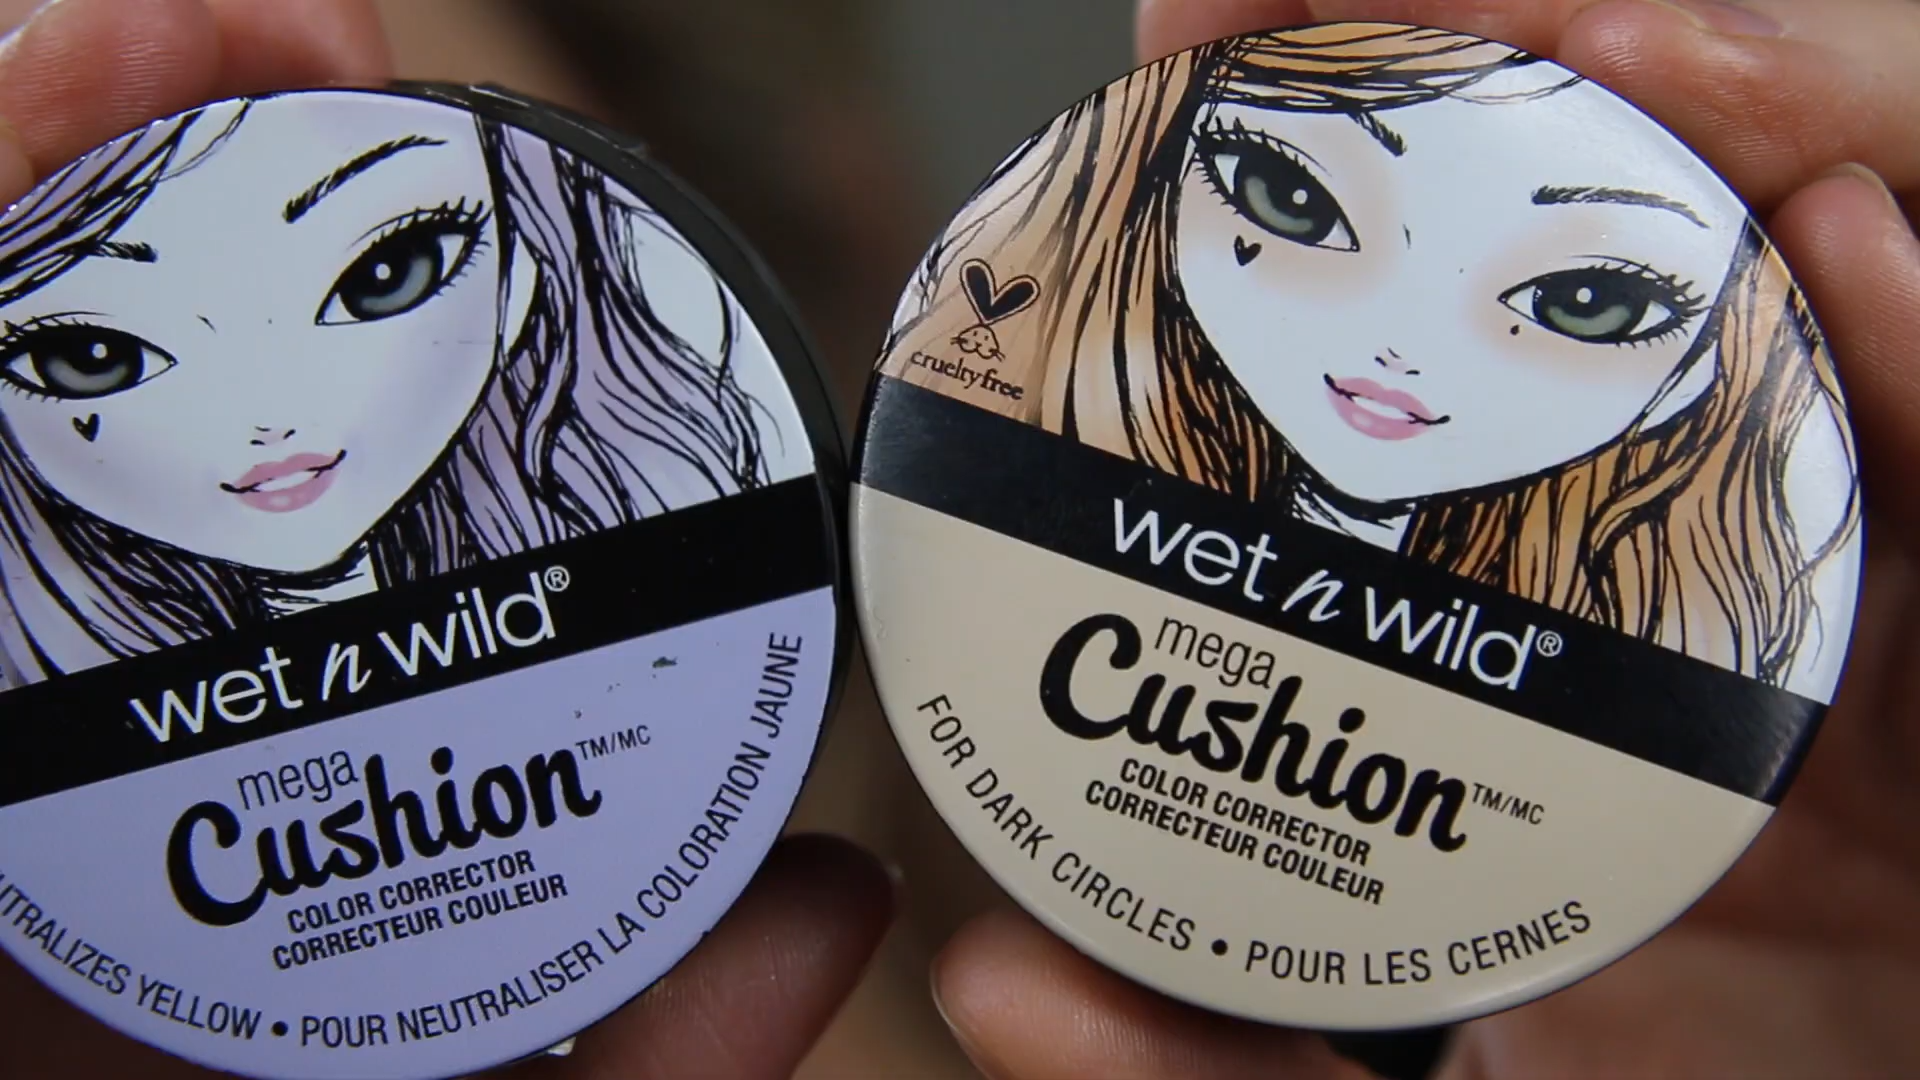 wet n wild®
mega
Cushion™/MC
COLOR CORRECTOR
CORRECTEUR COULEUR
YELLOW • POUR NEUTRALISER LA COLORATION JAUNE
cruelty free
wet n wild®
mega
Cushion™/MC
COLOR CORRECTOR
CORRECTEUR COULEUR
FOR DARK CIRCLES • POUR LES CERNES